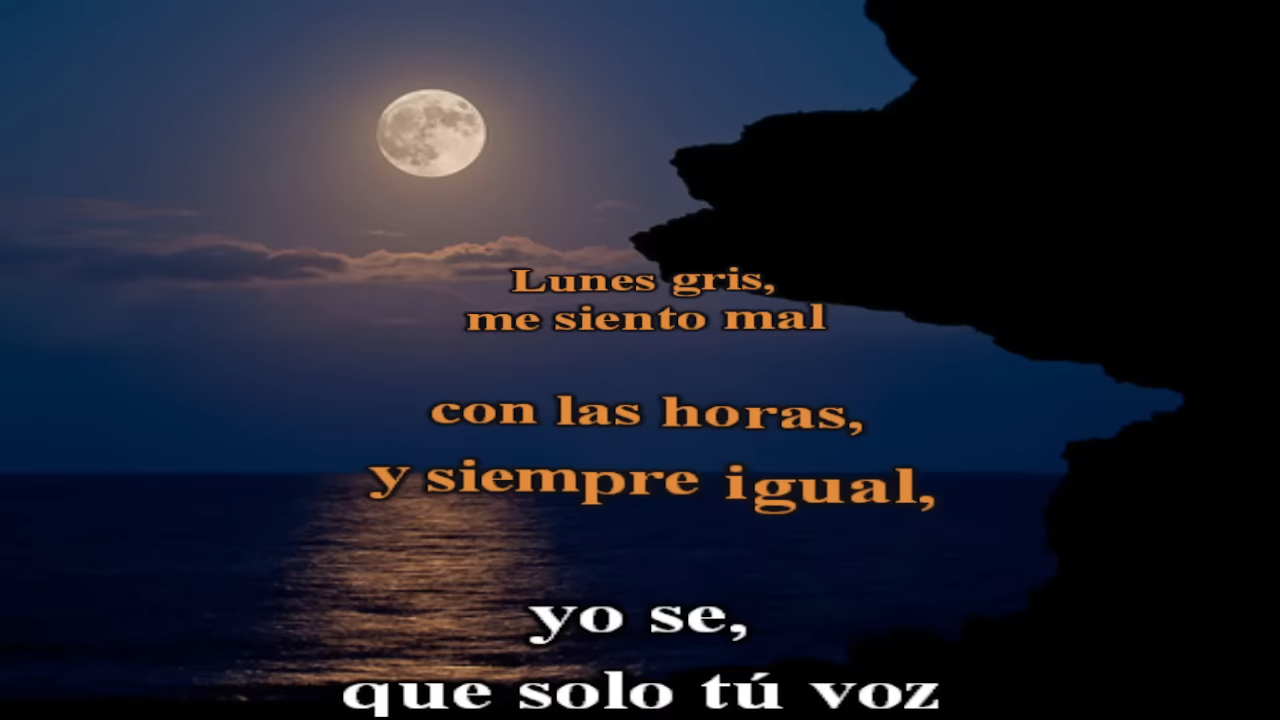 Lunes gris,
me siento mal
con las horas,
y siempre igual,
yo se,
que solo tú voz